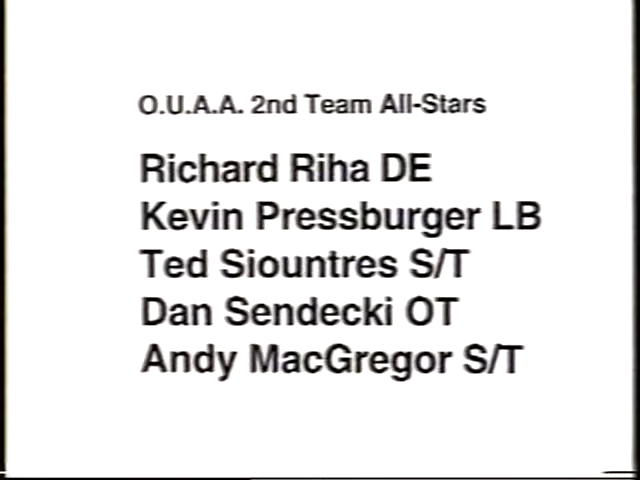 O.U.A.A. 2nd Team All-Stars
Richard Riha DE
Kevin Pressburger LB
Ted Siountres S/T
Dan Sendecki OT
Andy MacGregor S/T